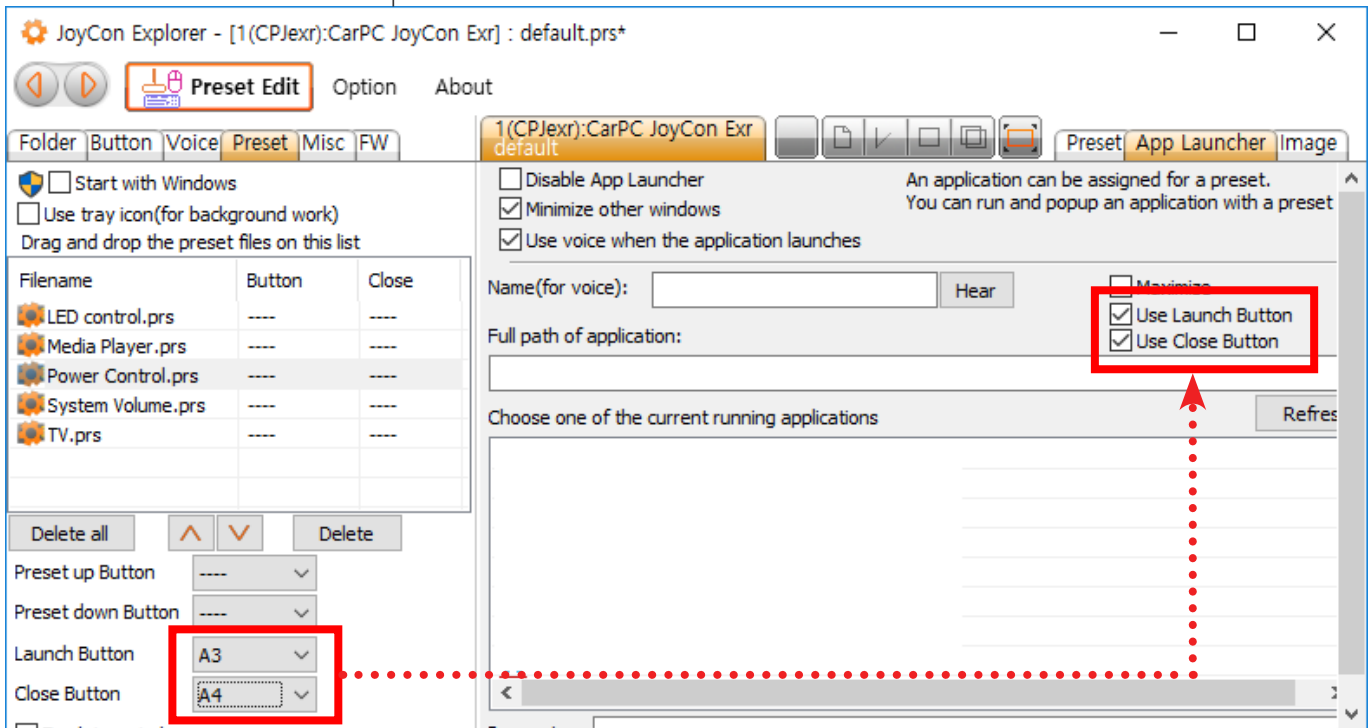 JoyCon Explorer - [1(CPJexr):CarPC JoyCon Exr] : default.prs*
Preset Edit Option About
Folder Button Voice Preset Misc FW
Start with Windows
Use tray icon(for background work)
Drag and drop the preset files on this list
Filename Button Close
LED control.prs ---- ----
Media Player.prs ---- ----
Power Control.prs ---- ----
System Volume.prs ---- ----
TV.prs ---- ----
Delete all Delete
Preset up Button ----
Preset down Button ----
Launch Button A3
Close Button A4
1(CPJexr):CarPC JoyCon Exr
default
Preset App Launcher Image
Disable App Launcher
Minimize other windows
Use voice when the application launches
An application can be assigned for a preset.
You can run and popup an application with a preset
Name(for voice): Hear
Maximize
Use Launch Button
Use Close Button
Full path of application:
Choose one of the current running applications
Refres